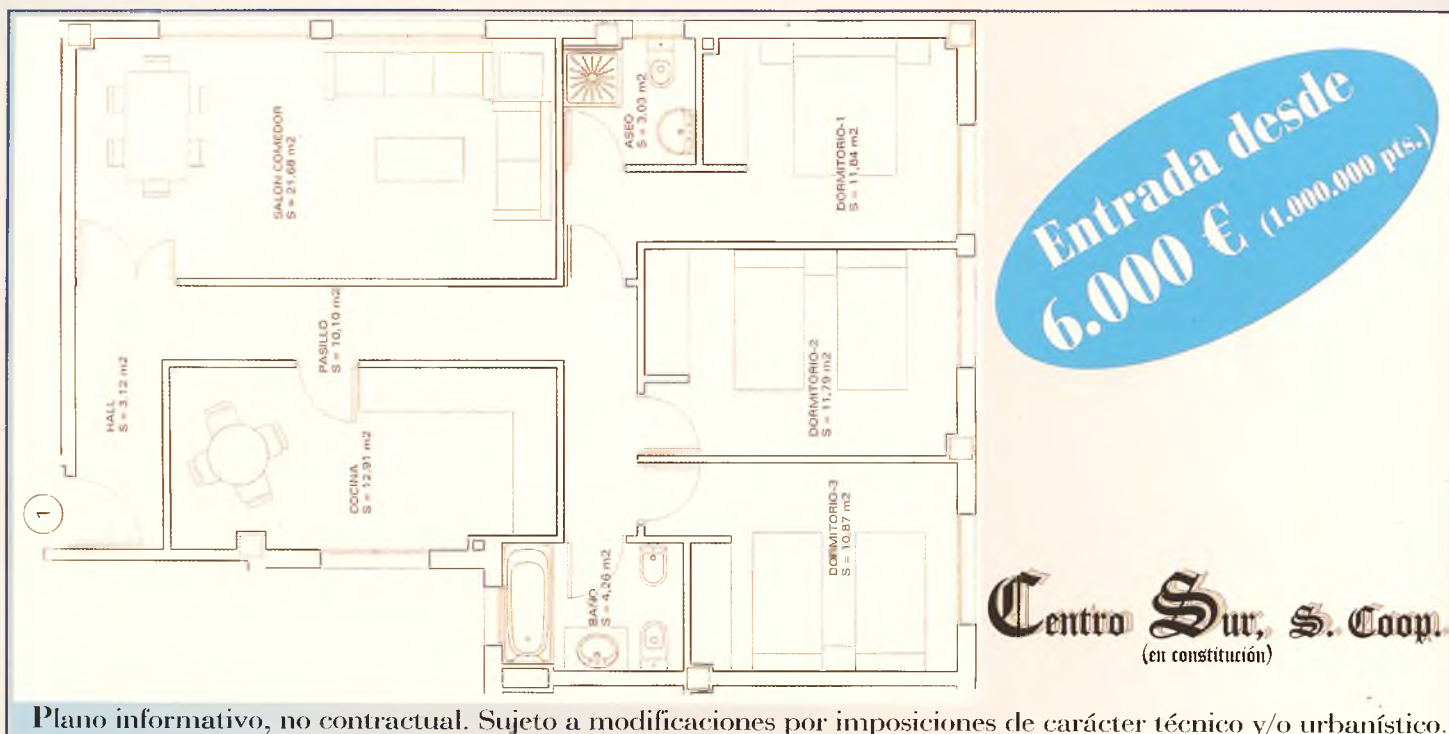 SALON COMEDOR
S = 21,68 m2
ASEO
S = 3,03 m2
DORMITORIO-1
S = 11,84 m2
Entrada desde
6.000 € (1.000.000 pts.)
HALL
S = 3,12 m2
PASILLO
S = 10,10 m2
DORMITORIO-2
S = 11,79 m2
1
COCINA
S = 12,91 m2
BAÑO
S = 4,26 m2
DORMITORIO-3
S = 10,87 m2
Centro Sur, S. Coop.
(en constitución)
Plano informativo, no contractual. Sujeto a modificaciones por imposiciones de carácter técnico y/o urbanístico.